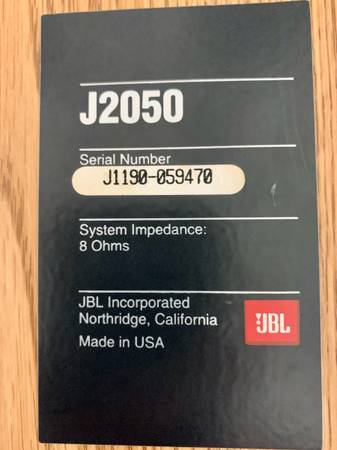 J2050
Serial Number
J1190-059470
System Impedance:
8 Ohms
JBL Incorporated
Northridge, California
Made in USA
JBL